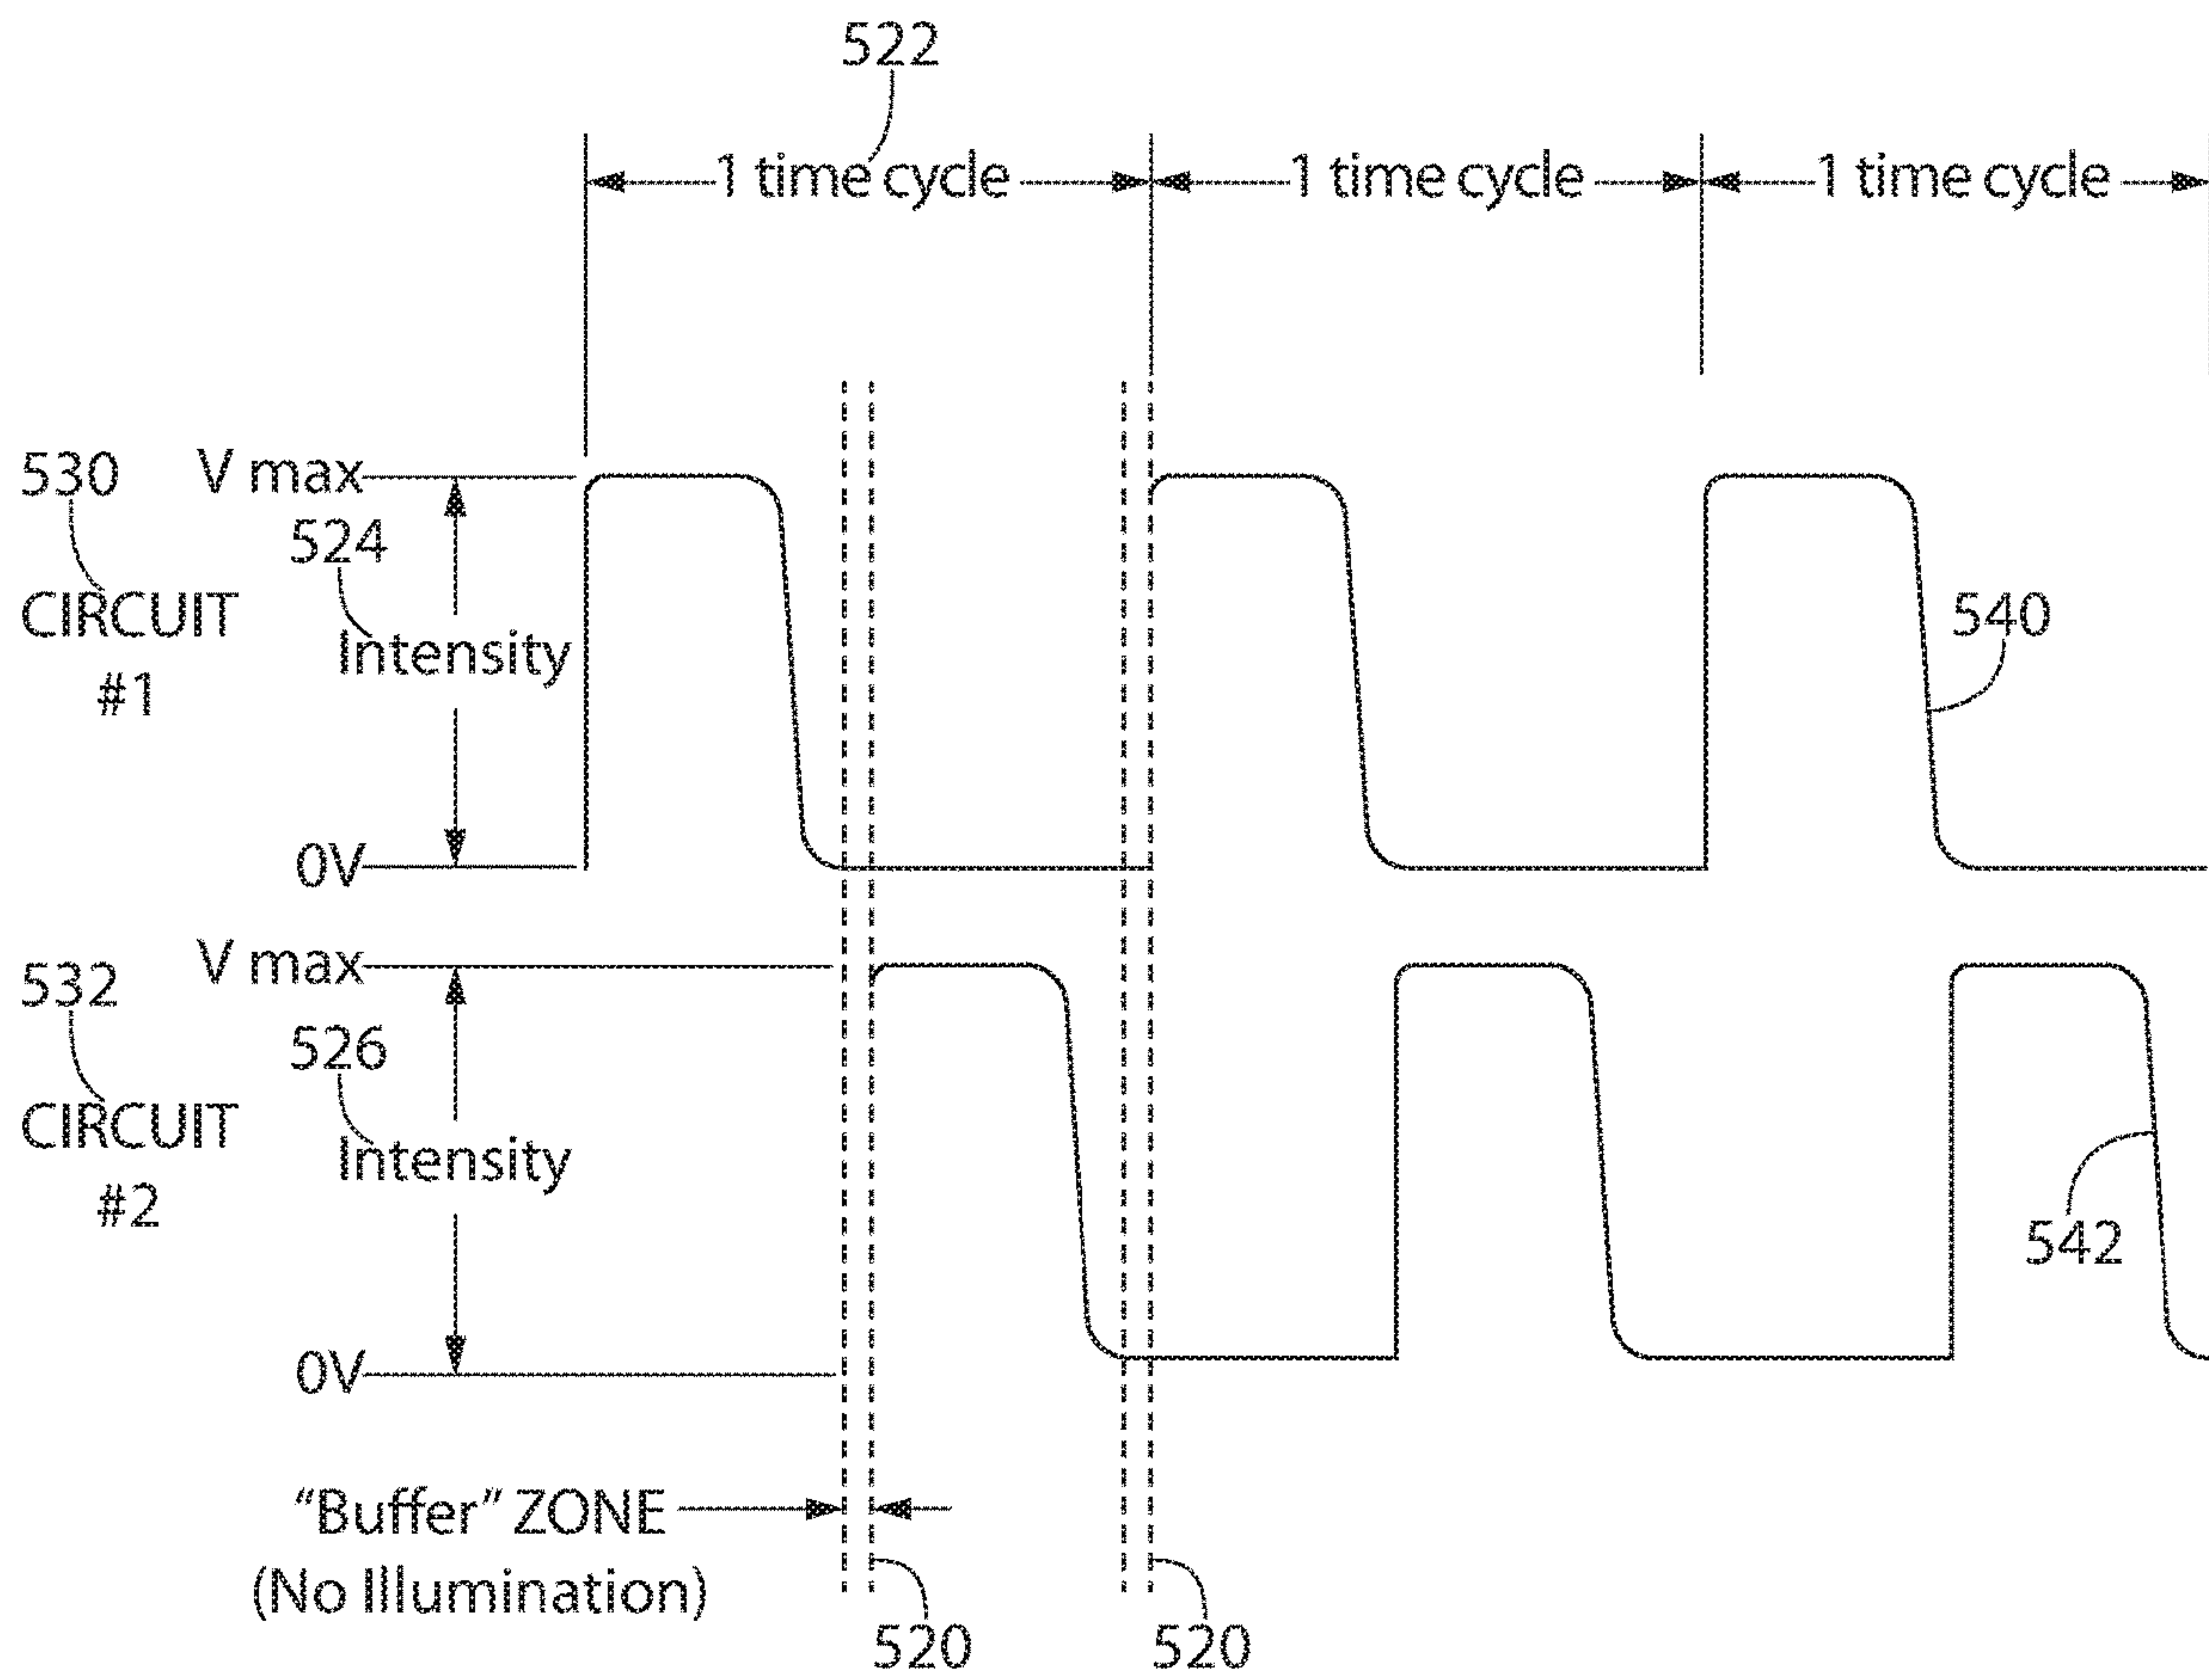 522
1 time cycle 1 time cycle 1 time cycle
530 V max
524
CIRCUIT
#1
Intensity
540
0V
532 V max
526
CIRCUIT
#2
Intensity
542
0V
“Buffer” ZONE
(No Illumination)
520 520